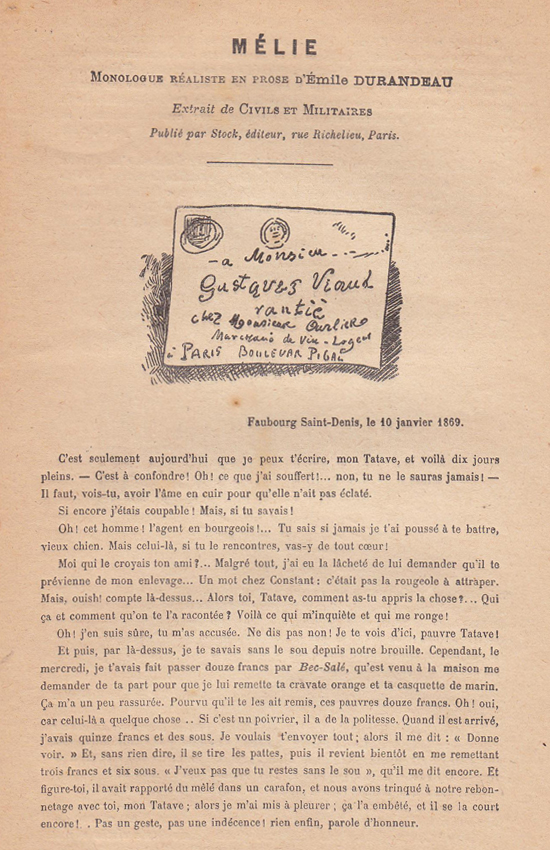 MÉLIE
MONOLOGUE RÉALISTE EN PROSE D'Émile DURANDEAU
Extrait de CIVILS ET MILITAIRES
Publié par Stock, éditeur, rue Richelieu, Paris.
a Monsieu
Gustques Viaud
rantié
chez Monsieur Curlier
Marchand de Vin - Logeur
à PARIS BOULEVAR PIGAL
Faubourg Saint-Denis, le 10 janvier 1869.
C'est seulement aujourd'hui que je peux t'écrire, mon Tatave, et voilà dix jours
pleins. — C'est à confondre! Oh! ce que j'ai souffert!... non, tu ne le sauras jamais! —
Il faut, vois-tu, avoir l'âme en cuir pour qu'elle n'ait pas éclaté.
Si encore j'étais coupable! Mais, si tu savais!
Oh! cet homme! l'agent en bourgeois!... Tu sais si jamais je t'ai poussé à te battre,
vieux chien. Mais celui-là, si tu le rencontres, vas-y de tout cœur!
Moi qui le croyais ton ami?... Malgré tout, j'ai eu la lâcheté de lui demander qu'il te
prévienne de mon enlevage... Un mot chez Constant: c'était pas la rougeole à attraper.
Mais, ouish! compte là-dessus... Alors toi, Tatave, comment as-tu appris la chose?... Qui
ça et comment qu'on te l'a racontée? Voilà ce qui m'inquiète et qui me ronge!
Oh! j'en suis sûre, tu m'as accusée. Ne dis pas non! Je te vois d'ici, pauvre Tatave!
Et puis, par là-dessus, je te savais sans le sou depuis notre brouille. Cependant, le
mercredi, je t'avais fait passer douze francs par Bec-Salé, qu'est venu à la maison me
demander de ta part pour que je lui remette ta cravate orange et ta casquette de marin.
Ça m'a un peu rassurée. Pourvu qu'il te les ait remis, ces pauvres douze francs. Oh! oui,
car celui-là a quelque chose .. Si c'est un poivrier, il a de la politesse. Quand il est arrivé,
j'avais quinze francs et des sous. Je voulais t'envoyer tout; alors il me dit: « Donne
voir. » Et, sans rien dire, il se tire les pattes, puis il revient bientôt en me remettant
trois francs et six sous. « J'veux pas que tu restes sans le sou », qu'il me dit encore. Et
figure-toi, il avait rapporté du mêlé dans un carafon, et nous avons trinqué à notre rebon-
netage avec toi, mon Tatave; alors je m'ai mis à pleurer; ça l'a embêté, et il se la court
encore!. . Pas un geste, pas une indécence! rien enfin, parole d'honneur.